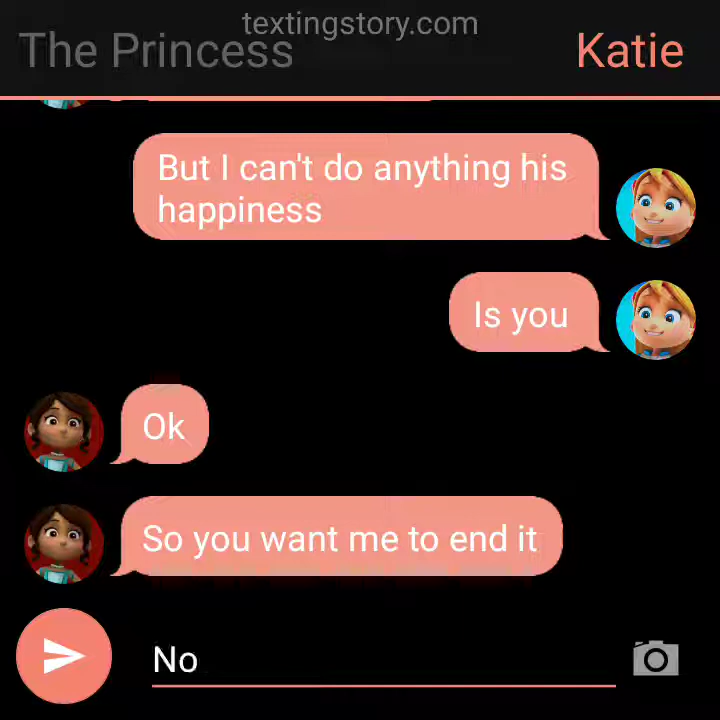 textingstory.com
The Princess
Katie
But I can't do anything his
happiness
Is you
Ok
So you want me to end it
No